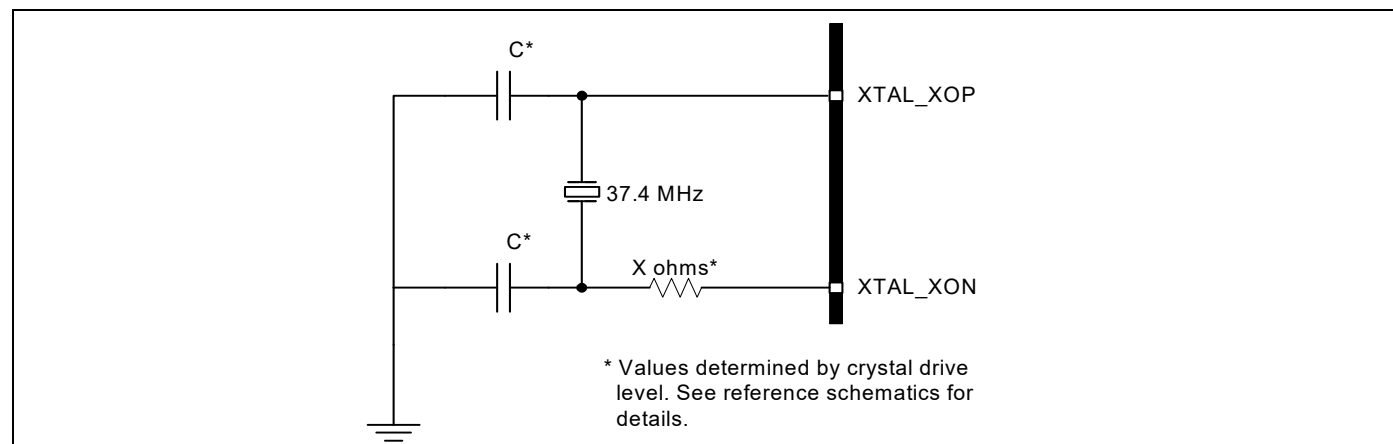 C*
XTAL_XOP
37.4 MHz
C*
X ohms*
XTAL_XON
* Values determined by crystal drive
level. See reference schematics for
details.